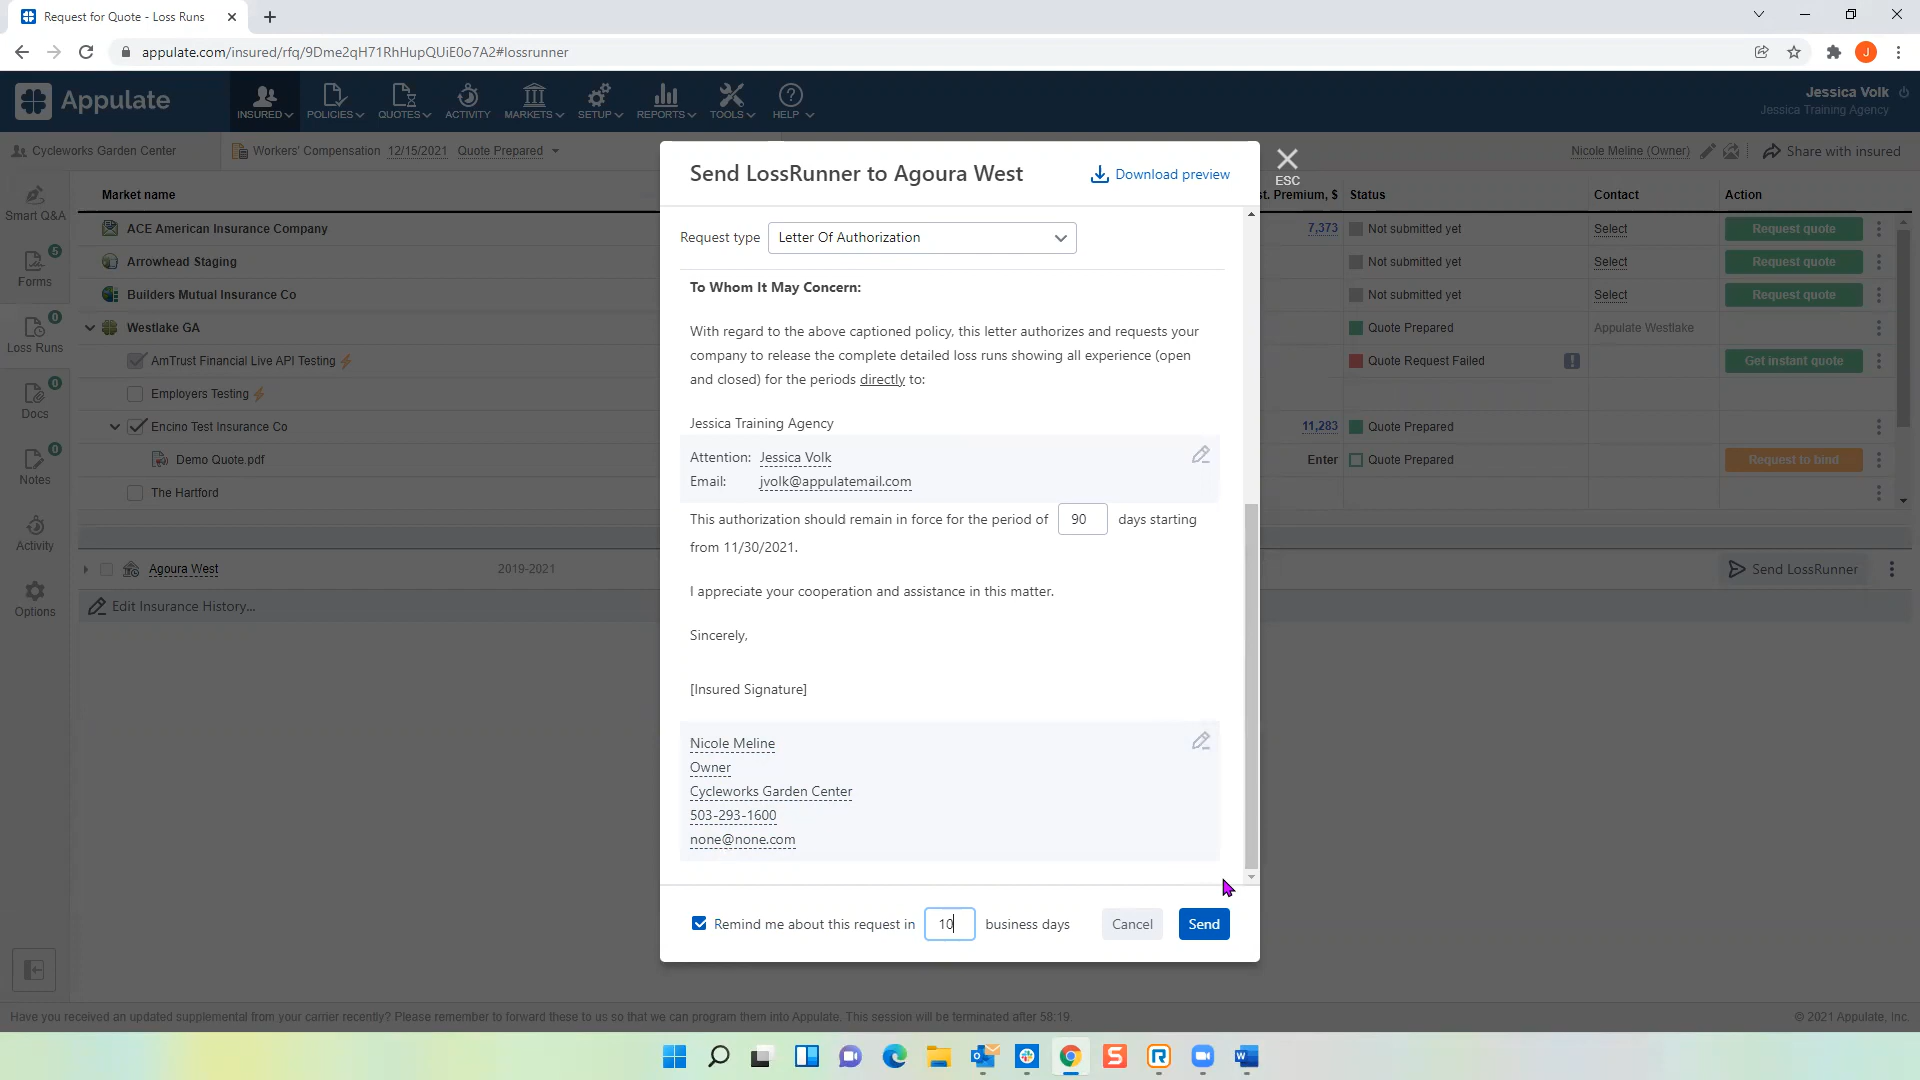 Request for Quote - Loss Runs
appulate.com/insured/rfq/9Dme2qH71RhHupQUiE0o7A2#lossrunner
J
Appulate
INSURED
POLICIES
QUOTES
ACTIVITY
MARKETS
SETUP
REPORTS
TOOLS
HELP
Jessica Volk
Jessica Training Agency
Cycleworks Garden Center
Workers' Compensation 12/15/2021 Quote Prepared
Nicole Meline (Owner)
Share with insured
Smart Q&A
5
Forms
0
Loss Runs
0
Docs
0
Notes
Activity
Options
Market name
st. Premium, $ Status Contact Action
ACE American Insurance Company
7,373 Not submitted yet Select Request quote
Arrowhead Staging
Not submitted yet Select Request quote
Builders Mutual Insurance Co
Not submitted yet Select Request quote
Westlake GA
Quote Prepared Appulate Westlake
AmTrust Financial Live API Testing
Quote Request Failed Get instant quote
Employers Testing
Encino Test Insurance Co
11,283 Quote Prepared
Demo Quote.pdf
Enter Quote Prepared Request to bind
The Hartford
Agoura West 2019-2021 Send LossRunner
Edit Insurance History...
Send LossRunner to Agoura West
Download preview
ESC
Request type Letter Of Authorization
To Whom It May Concern:
With regard to the above captioned policy, this letter authorizes and requests your
company to release the complete detailed loss runs showing all experience (open
and closed) for the periods directly to:
Jessica Training Agency
Attention: Jessica Volk
Email: jvolk@appulatemail.com
This authorization should remain in force for the period of 90 days starting
from 11/30/2021.
I appreciate your cooperation and assistance in this matter.
Sincerely,
[Insured Signature]
Nicole Meline
Owner
Cycleworks Garden Center
503-293-1600
none@none.com
Remind me about this request in 10 business days
Cancel
Send
Have you received an updated supplemental from your carrier recently? Please remember to forward these to us so that we can program them into Appulate. This session will be terminated after 58:19.
© 2021 Appulate, Inc.